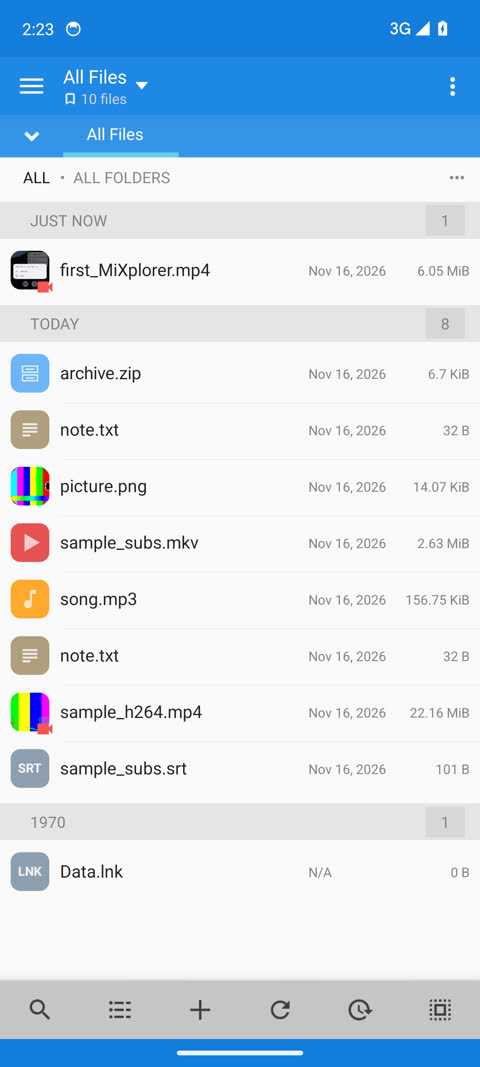 2:23
3G
All Files
10 files
All Files
ALL • ALL FOLDERS
JUST NOW 1
first_MiXplorer.mp4 Nov 16, 2026 6.05 MiB
TODAY 8
archive.zip Nov 16, 2026 6.7 KiB
note.txt Nov 16, 2026 32 B
picture.png Nov 16, 2026 14.07 KiB
sample_subs.mkv Nov 16, 2026 2.63 MiB
song.mp3 Nov 16, 2026 156.75 KiB
note.txt Nov 16, 2026 32 B
sample_h264.mp4 Nov 16, 2026 22.16 MiB
SRT sample_subs.srt Nov 16, 2026 101 B
1970 1
LNK Data.lnk N/A 0 B